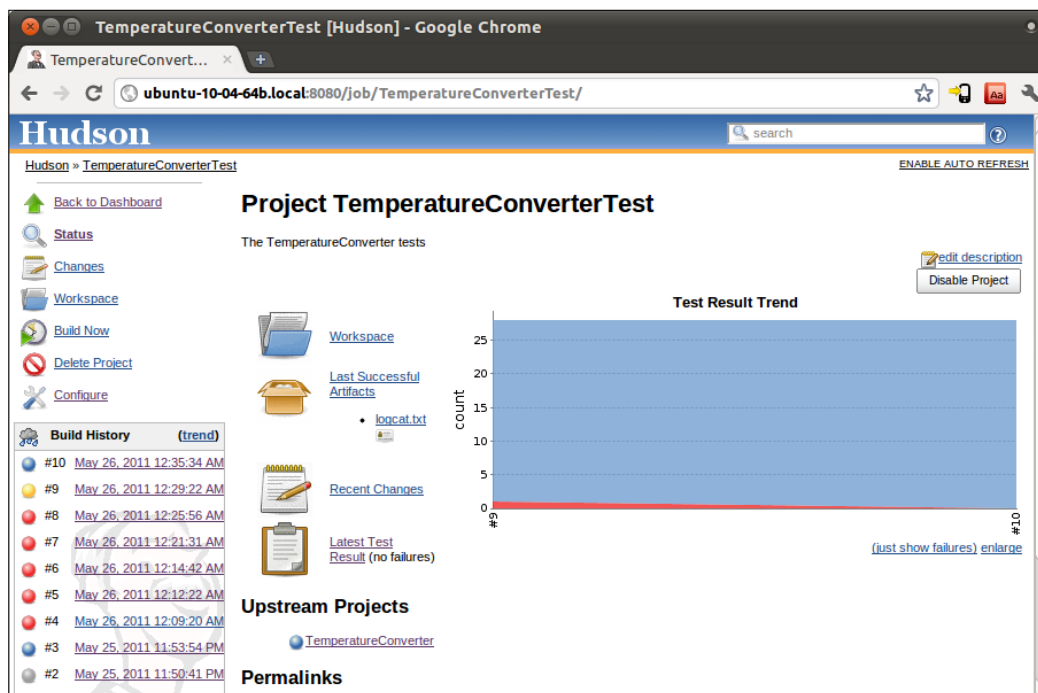 TemperatureConverterTest [Hudson] - Google Chrome
TemperatureConvert...
ubuntu-10-04-64b.local:8080/job/TemperatureConverterTest/
Aa
Hudson
search
?
Hudson » TemperatureConverterTest
ENABLE AUTO REFRESH
Back to Dashboard
Status
Changes
Workspace
Build Now
Delete Project
Configure
Build History (trend)
#10 May 26, 2011 12:35:34 AM
#9 May 26, 2011 12:29:22 AM
#8 May 26, 2011 12:25:56 AM
#7 May 26, 2011 12:21:31 AM
#6 May 26, 2011 12:14:42 AM
#5 May 26, 2011 12:12:22 AM
#4 May 26, 2011 12:09:20 AM
#3 May 25, 2011 11:53:54 PM
#2 May 25, 2011 11:50:41 PM
Project TemperatureConverterTest
The TemperatureConverter tests
edit description
Disable Project
Workspace
Last Successful
Artifacts
logcat.txt
Recent Changes
Latest Test
Result (no failures)
Test Result Trend
count
25
20
15
10
5
0
#9
#10
(just show failures) enlarge
Upstream Projects
TemperatureConverter
Permalinks